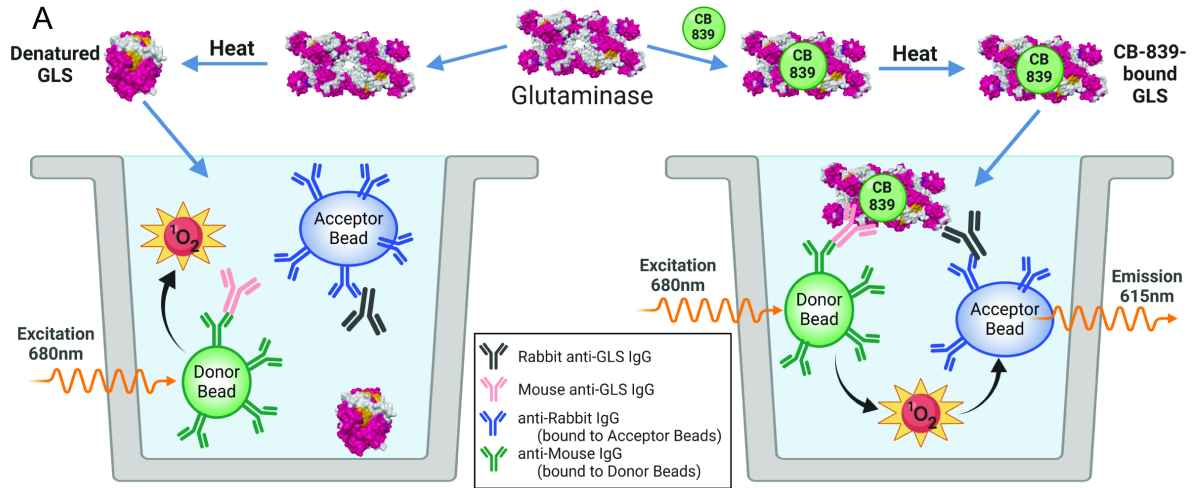 A
Denatured
GLS
Heat
Glutaminase
CB
839
CB
839
Heat
CB
839
CB-839-
bound
GLS
Acceptor
Bead
¹O₂
Excitation
680nm
Donor
Bead
Rabbit anti-GLS IgG
Mouse anti-GLS IgG
anti-Rabbit IgG
(bound to Acceptor Beads)
anti-Mouse IgG
(bound to Donor Beads)
CB
839
Excitation
680nm
Donor
Bead
Acceptor
Bead
Emission
615nm
¹O₂